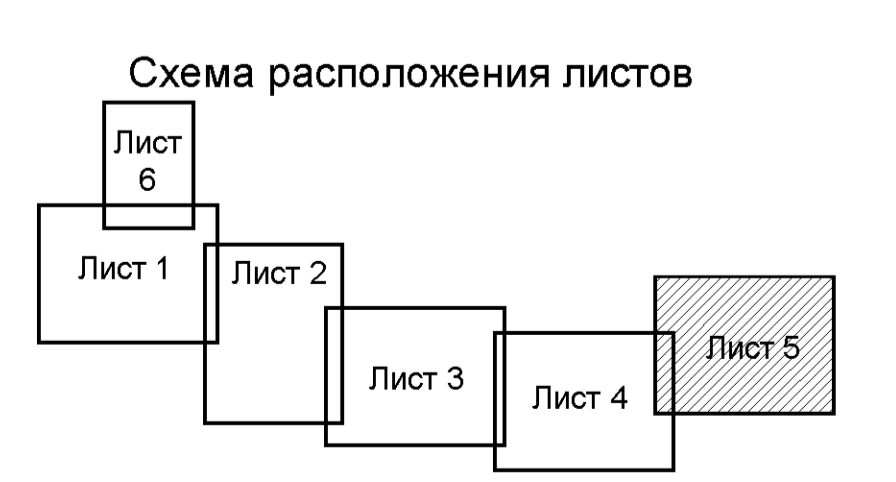 Схема расположения листов
Лист
6
Лист 1
Лист 2
Лист 3
Лист 4
Лист 5